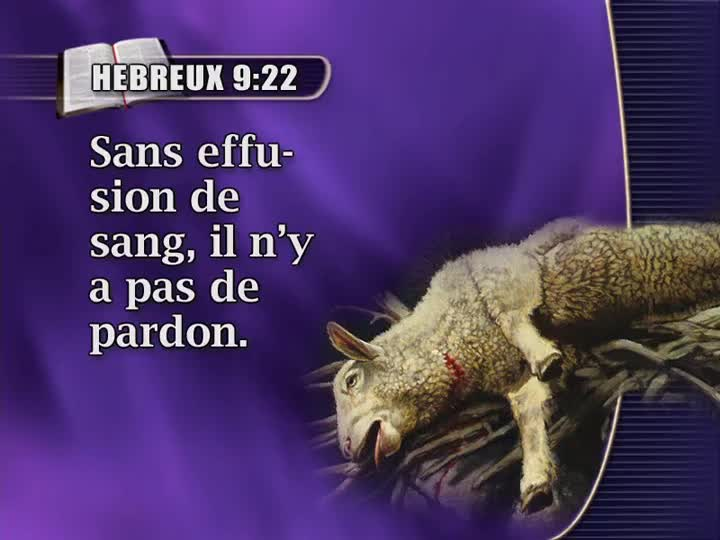 HEBREUX 9:22
Sans effu-
sion de
sang, il n’y
a pas de
pardon.